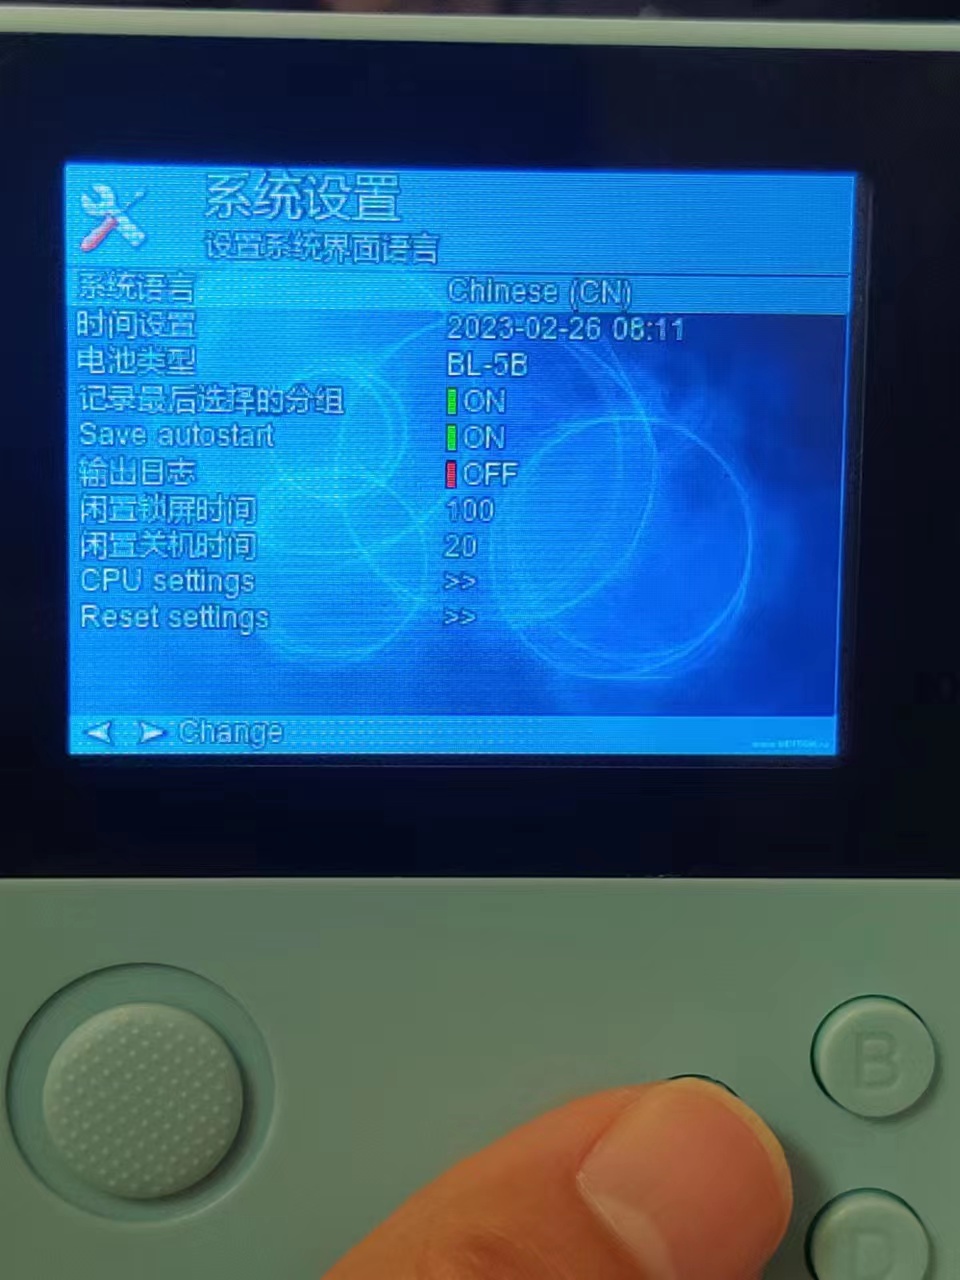 系统设置
设置系统界面语言
系统语言 Chinese (CN)
时间设置 2023-02-26 08:11
电池类型 BL-5B
记录最后选择的分组 ON
Save autostart ON
输出日志 OFF
闲置锁屏时间 100
闲置关机时间 20
CPU settings >>
Reset settings >>
Change
B
D